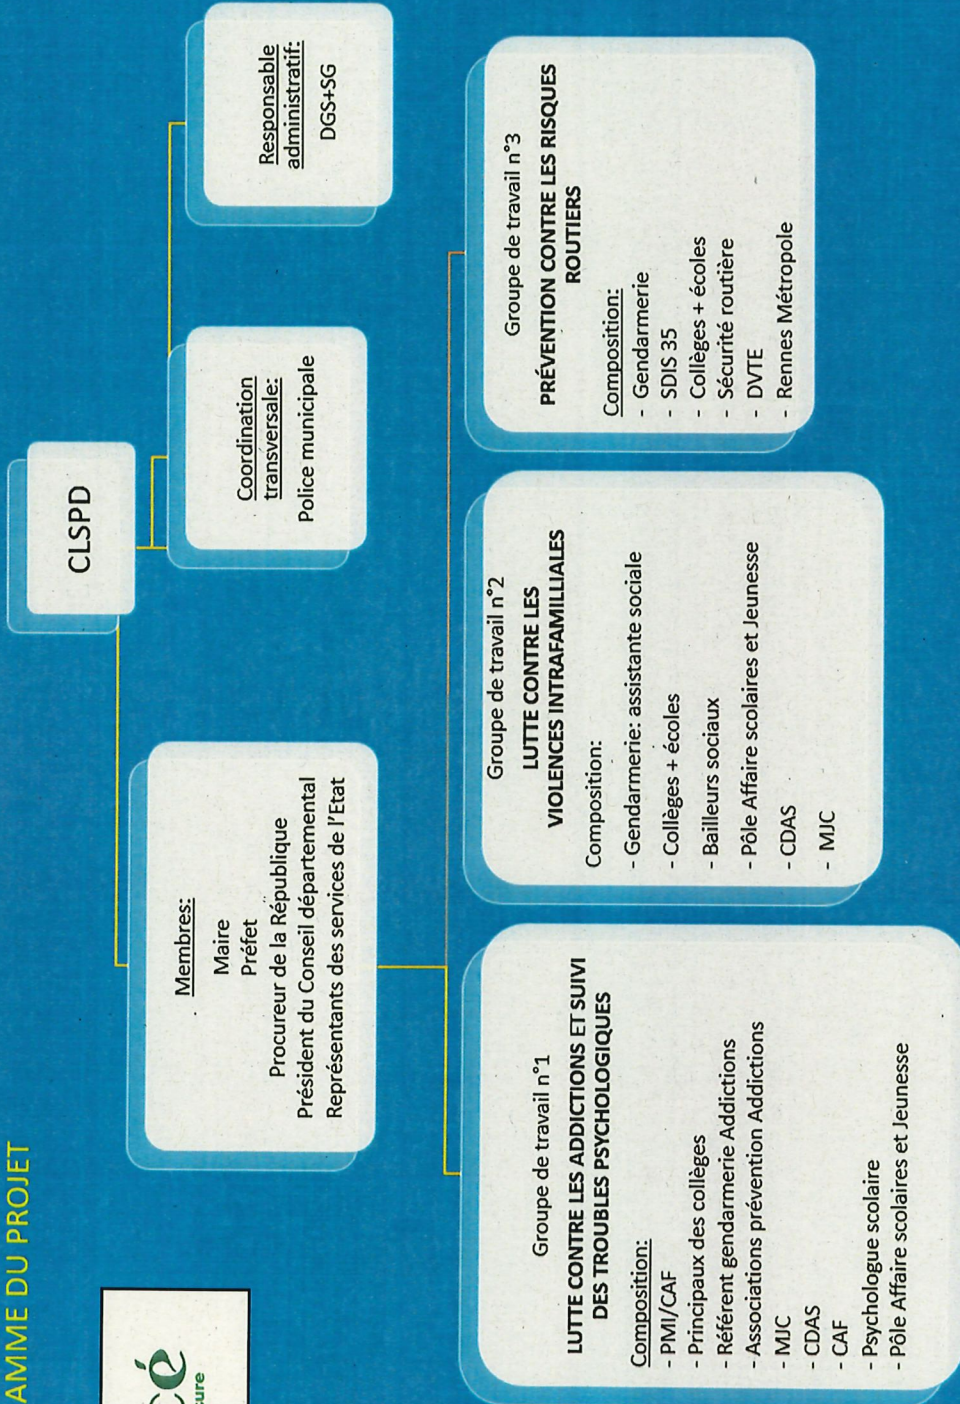 AMME DU PROJET
cé
sure
CLSPD
Membres:
Maire
Préfet
Procureur de la République
Président du Conseil départemental
Représentants des services de l'Etat
Coordination
transversale:
Police municipale
Responsable
administratif:
DGS+SG
Groupe de travail n°1
LUTTE CONTRE LES ADDICTIONS ET SUIVI
DES TROUBLES PSYCHOLOGIQUES
Composition:
- PMI/CAF
- Principaux des collèges
- Référent gendarmerie Addictions
- Associations prévention Addictions
- MJC
- CDAS
- CAF
- Psychologue scolaire
- Pôle Affaire scolaires et Jeunesse
Groupe de travail n°2
LUTTE CONTRE LES
VIOLENCES INTRAFAMILLIALES
Composition:
- Gendarmerie: assistante sociale
- Collèges + écoles
- Bailleurs sociaux
- Pôle Affaire scolaires et Jeunesse
- CDAS
- MJC
Groupe de travail n°3
PRÉVENTION CONTRE LES RISQUES
ROUTIERS
Composition:
- Gendarmerie
- SDIS 35
- Collèges + écoles
- Sécurité routière
- DVTE
- Rennes Métropole